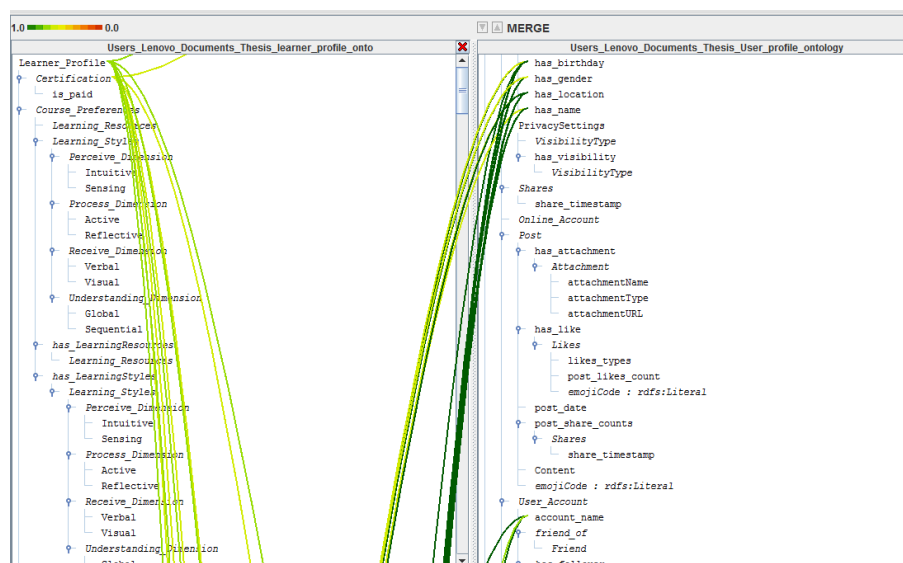 1.0 0.0
MERGE
Users_Lenovo_Documents_Thesis_learner_profile_onto
Learner_Profile
Certification
is_paid
Course_Preferences
Learning_Resources
Learning_Styles
Perceive_Dimension
Intuitive
Sensing
Process_Dimension
Active
Reflective
Receive_Dimension
Verbal
Visual
Understanding_Dimension
Global
Sequential
has_LearningResources
Learning_Resources
has_LearningStyles
Learning_Styles
Perceive_Dimension
Intuitive
Sensing
Process_Dimension
Active
Reflective
Receive_Dimension
Verbal
Visual
Understanding_Dimension
Global
Users_Lenovo_Documents_Thesis_User_profile_ontology
has_birthday
has_gender
has_location
has_name
PrivacySettings
VisibilityType
has_visibility
VisibilityType
Shares
share_timestamp
Online_Account
Post
has_attachment
Attachment
attachmentName
attachmentType
attachmentURL
has_like
Likes
likes_types
post_likes_count
emojiCode : rdfs:Literal
post_date
post_share_counts
Shares
share_timestamp
Content
emojiCode : rdfs:Literal
User_Account
account_name
friend_of
Friend
has_follower